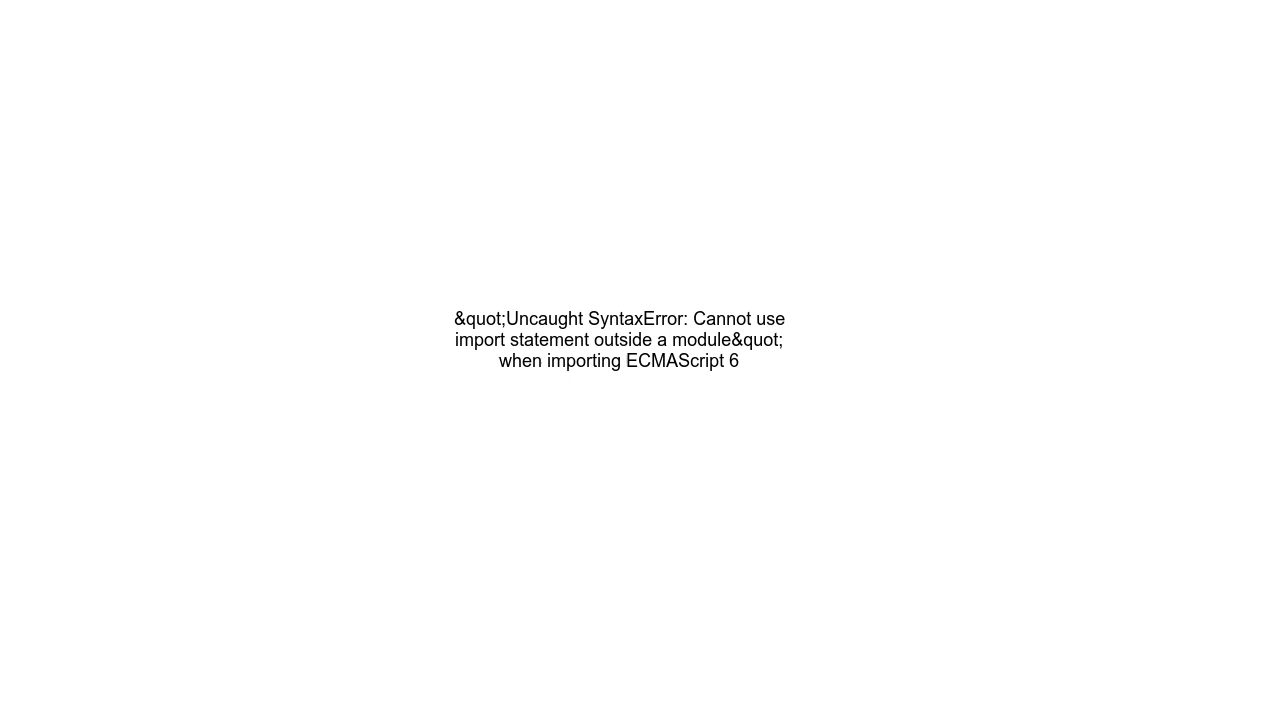 &quot;Uncaught SyntaxError: Cannot use
import statement outside a module&quot;
when importing ECMAScript 6